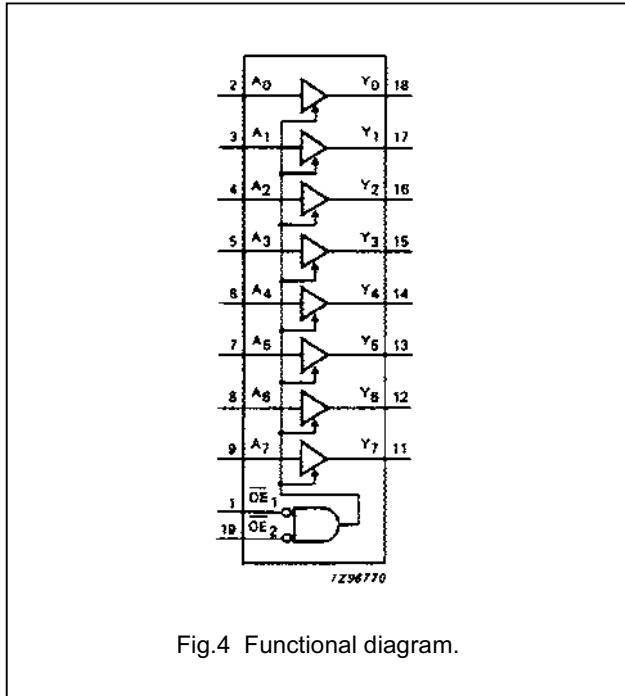 2 A0 Y0 18
3 A1 Y1 17
4 A2 Y2 16
5 A3 Y3 15
6 A4 Y4 14
7 A5 Y5 13
8 A6 Y6 12
9 A7 Y7 11
1 O̅E̅1
19 O̅E̅2
7Z96770
Fig.4 Functional diagram.